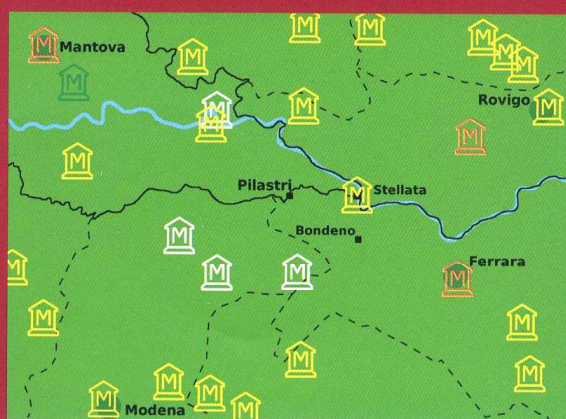 Mantova
Rovigo
Pilastri
Stellata
Bondeno
Ferrara
Modena